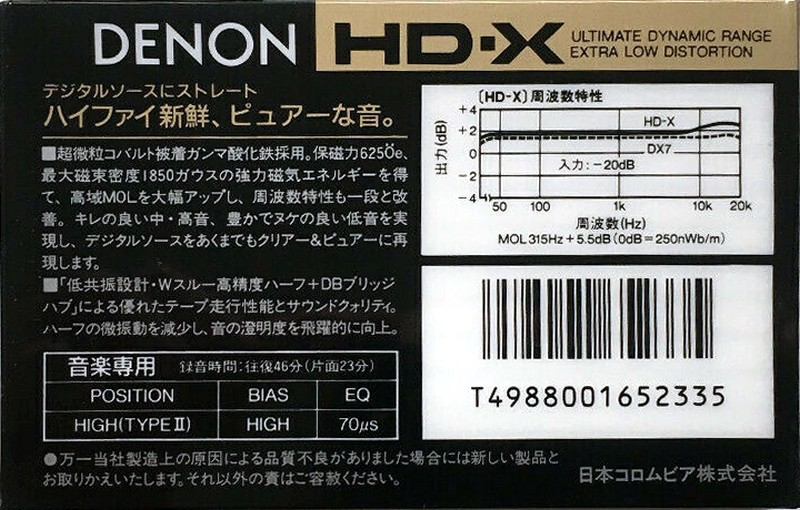 DENON HD·X ULTIMATE DYNAMIC RANGE
EXTRA LOW DISTORTION
デジタルソースにストレート
ハイファイ新鮮、ピュアーな音。
■超微粒コバルト被着ガンマ酸化鉄採用。保磁力625Öe、
最大磁束密度1850ガウスの強力磁気エネルギーを得
て、高域MOLを大幅アップし、周波数特性も一段と改
善。キレの良い中・高音、豊かでヌケの良い低音を実
現し、デジタルソースをあくまでもクリアー&ピュアーに再
現します。
■「低共振設計・Wスルー高精度ハーフ+DBブリッジ
ハブ」による優れたテープ走行性能とサウンドクォリティ。
ハーフの微振動を減少し、音の澄明度を飛躍的に向上。
音楽専用 録音時間:往復46分(片面23分)
POSITION BIAS EQ
HIGH(TYPE II) HIGH 70μs
〔HD-X〕周波数特性
出力(dB)
+4
+2
0
−2
−4
HD-X
DX7
入力:−20dB
50 100 1k 10k 20k
周波数(Hz)
MOL315Hz+5.5dB(0dB=250nWb/m)
T4988001652335
●万一当社製造上の原因による品質不良がありました場合には新しい製品と
お取りかえいたします。それ以外の責はご容赦ください。
日本コロムビア株式会社